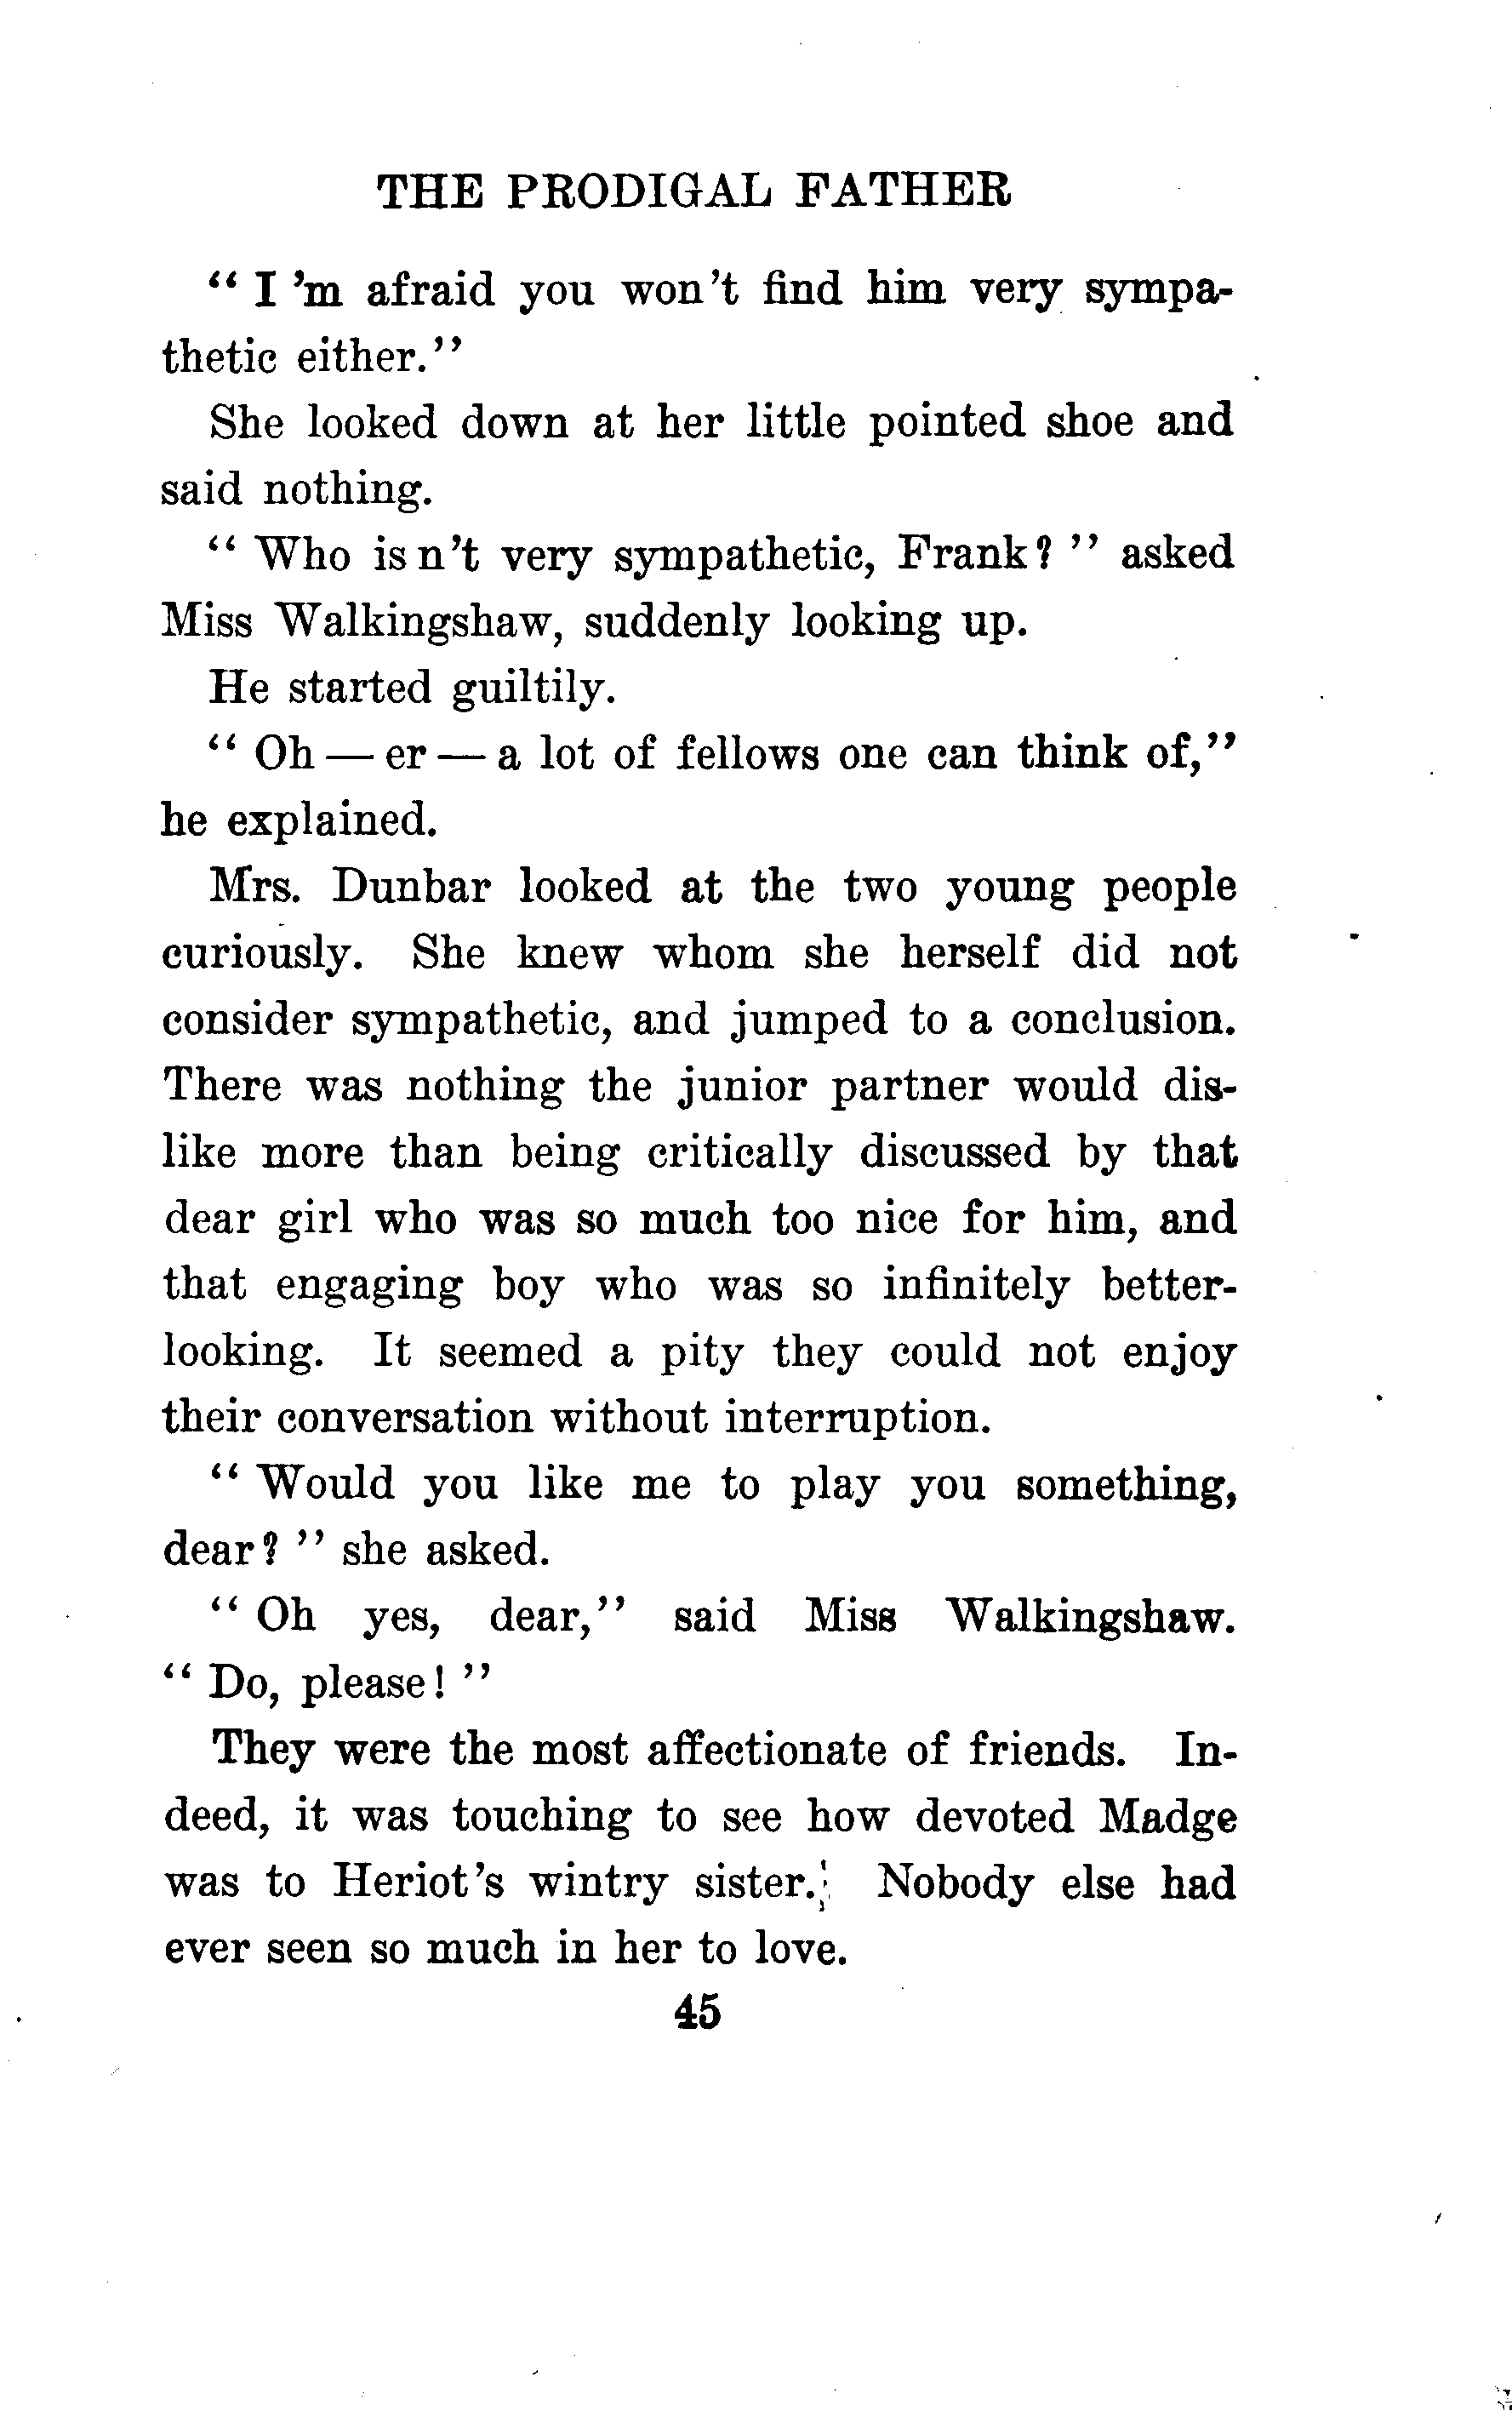 THE PRODIGAL FATHER
“ I ’m afraid you won’t find him very sympa-
thetic either.”
She looked down at her little pointed shoe and
said nothing.
“ Who is n’t very sympathetic, Frank? ” asked
Miss Walkingshaw, suddenly looking up.
He started guiltily.
“ Oh — er — a lot of fellows one can think of,”
he explained.
Mrs. Dunbar looked at the two young people
curiously. She knew whom she herself did not
consider sympathetic, and jumped to a conclusion.
There was nothing the junior partner would dis-
like more than being critically discussed by that
dear girl who was so much too nice for him, and
that engaging boy who was so infinitely better-
looking. It seemed a pity they could not enjoy
their conversation without interruption.
“ Would you like me to play you something,
dear? ” she asked.
“ Oh yes, dear,” said Miss Walkingshaw.
“ Do, please! ”
They were the most affectionate of friends. In-
deed, it was touching to see how devoted Madge
was to Heriot’s wintry sister. Nobody else had
ever seen so much in her to love.
45